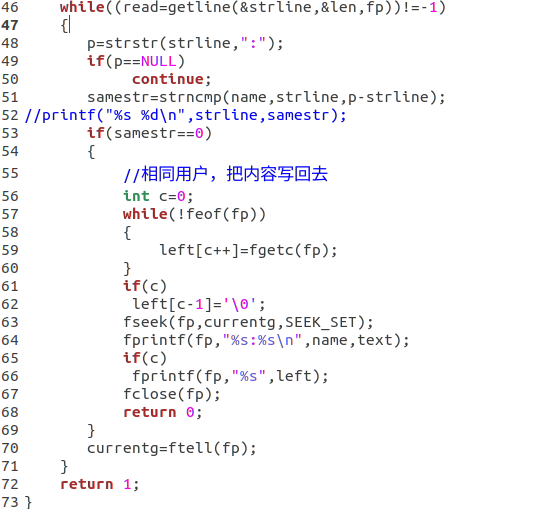 46 while((read=getline(&strline,&len,fp))!=-1)
47 {
48 p=strstr(strline,":");
49 if(p==NULL)
50 continue;
51 samestr=strncmp(name,strline,p-strline);
52 //printf("%s %d\n",strline,samestr);
53 if(samestr==0)
54 {
55 //相同用户，把内容写回去
56 int c=0;
57 while(!feof(fp))
58 {
59 left[c++]=fgetc(fp);
60 }
61 if(c)
62 left[c-1]='\0';
63 fseek(fp,currentg,SEEK_SET);
64 fprintf(fp,"%s:%s\n",name,text);
65 if(c)
66 fprintf(fp,"%s",left);
67 fclose(fp);
68 return 0;
69 }
70 currentg=ftell(fp);
71 }
72 return 1;
73 }